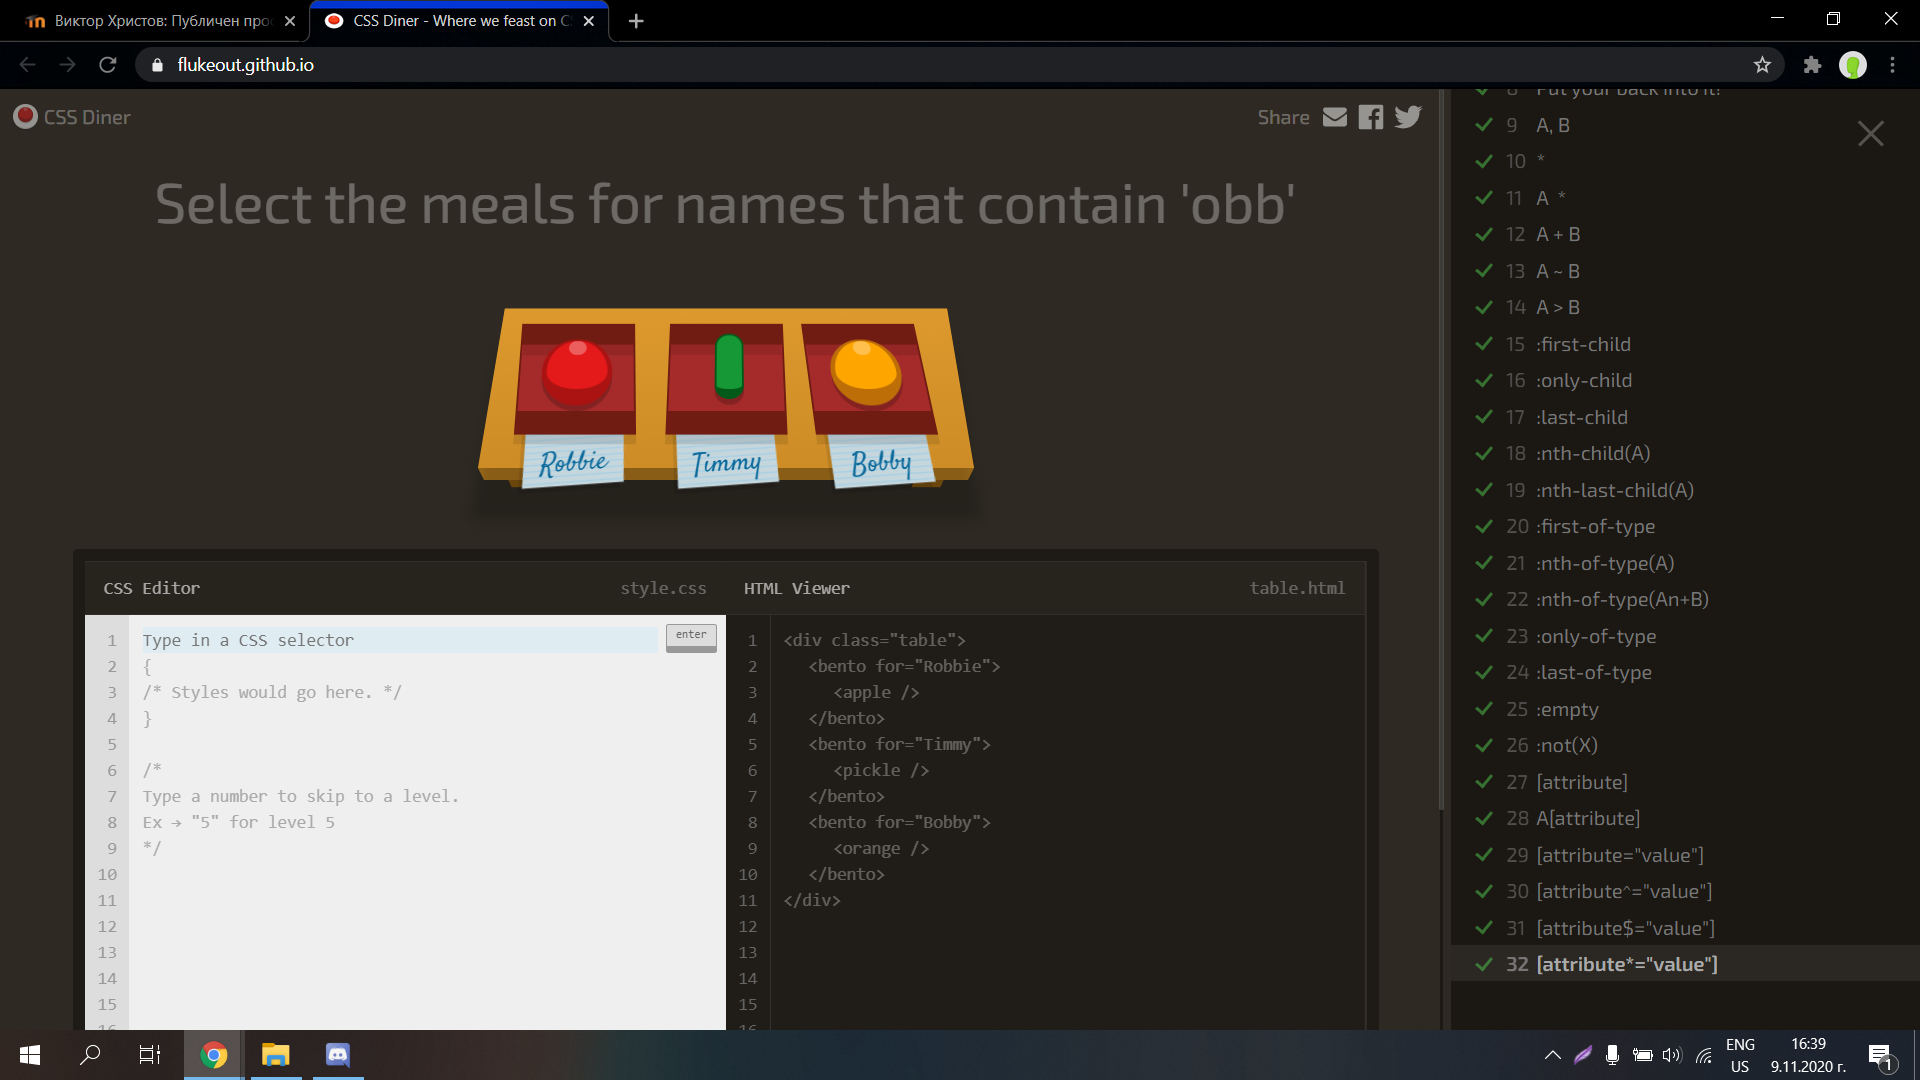 Виктор Христов: Публичен про
CSS Diner - Where we feast on C
flukeout.github.io
CSS Diner
Share
Select the meals for names that contain 'obb'
Robbie
Timmy
Bobby
CSS Editor
style.css
HTML Viewer
table.html
1 Type in a CSS selector
enter
2 {
3 /* Styles would go here. */
4 }
5
6 /*
7 Type a number to skip to a level.
8 Ex → "5" for level 5
9 */
10
11
12
13
14
15
16
1 <div class="table">
2 <bento for="Robbie">
3 <apple />
4 </bento>
5 <bento for="Timmy">
6 <pickle />
7 </bento>
8 <bento for="Bobby">
9 <orange />
10 </bento>
11 </div>
12
13
14
15
16
8 Put your back into it!
9 A, B
10 *
11 A *
12 A + B
13 A ~ B
14 A > B
15 :first-child
16 :only-child
17 :last-child
18 :nth-child(A)
19 :nth-last-child(A)
20 :first-of-type
21 :nth-of-type(A)
22 :nth-of-type(An+B)
23 :only-of-type
24 :last-of-type
25 :empty
26 :not(X)
27 [attribute]
28 A[attribute]
29 [attribute="value"]
30 [attribute^="value"]
31 [attribute$="value"]
32 [attribute*="value"]
ENG
US
16:39
9.11.2020 г.
1